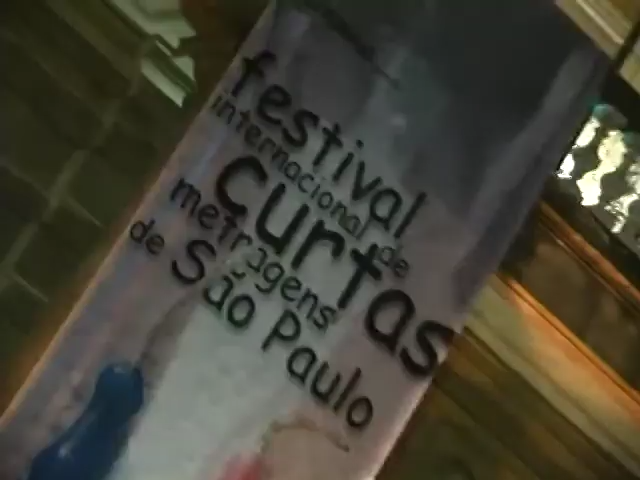 festival
internacional de
curtas
metragens
de São Paulo